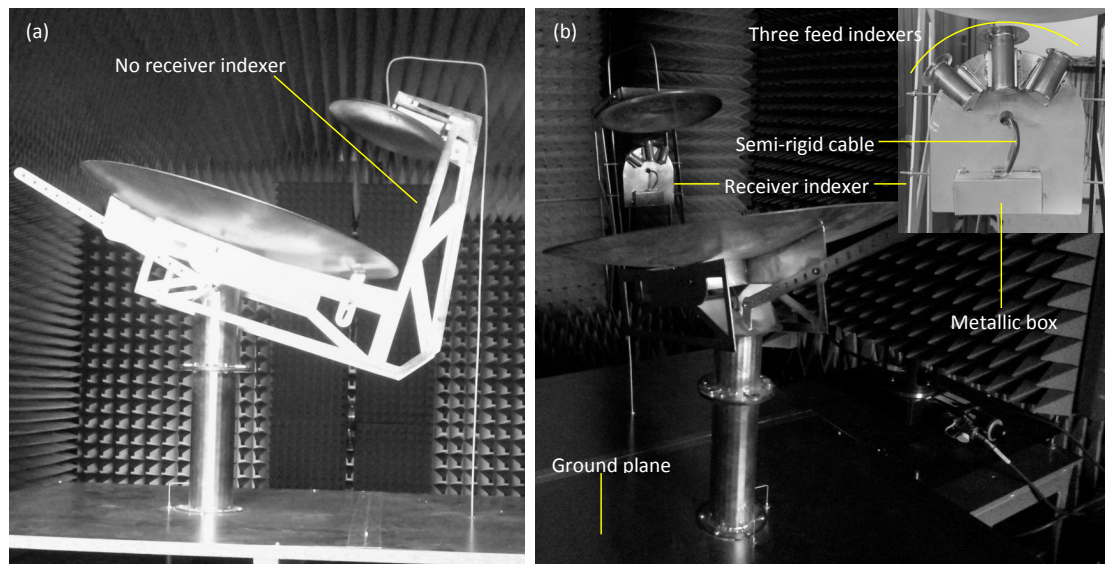 (a)
No receiver indexer
(b)
Three feed indexers
Semi-rigid cable
Receiver indexer
Metallic box
Ground plane